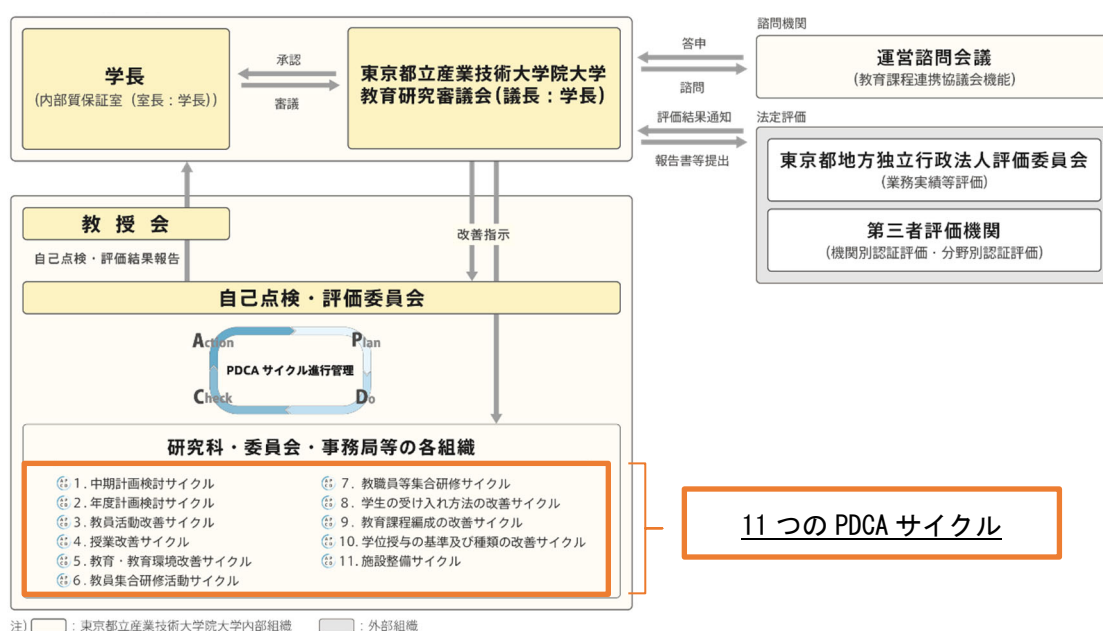 諮問機関
学長
(内部質保証室（室長：学長）)
承認
審議
東京都立産業技術大学院大学
教育研究審議会(議長：学長)
答申
諮問
運営諮問会議
(教育課程連携協議会機能)
評価結果通知
報告書等提出
法定評価
東京都地方独立行政法人評価委員会
(業務実績等評価)
第三者評価機関
(機関別認証評価・分野別認証評価)
教 授 会
自己点検・評価結果報告
改善指示
自己点検・評価委員会
Action
Plan
PDCA サイクル進行管理
Check
Do
研究科・委員会・事務局等の各組織
1. 中期計画検討サイクル
2. 年度計画検討サイクル
3. 教員活動改善サイクル
4. 授業改善サイクル
5. 教育・教育環境改善サイクル
6. 教員集合研修活動サイクル
7. 教職員等集合研修サイクル
8. 学生の受け入れ方法の改善サイクル
9. 教育課程編成の改善サイクル
10. 学位授与の基準及び種類の改善サイクル
11. 施設整備サイクル
11 つの PDCA サイクル
注) ：東京都立産業技術大学院大学内部組織 ：外部組織